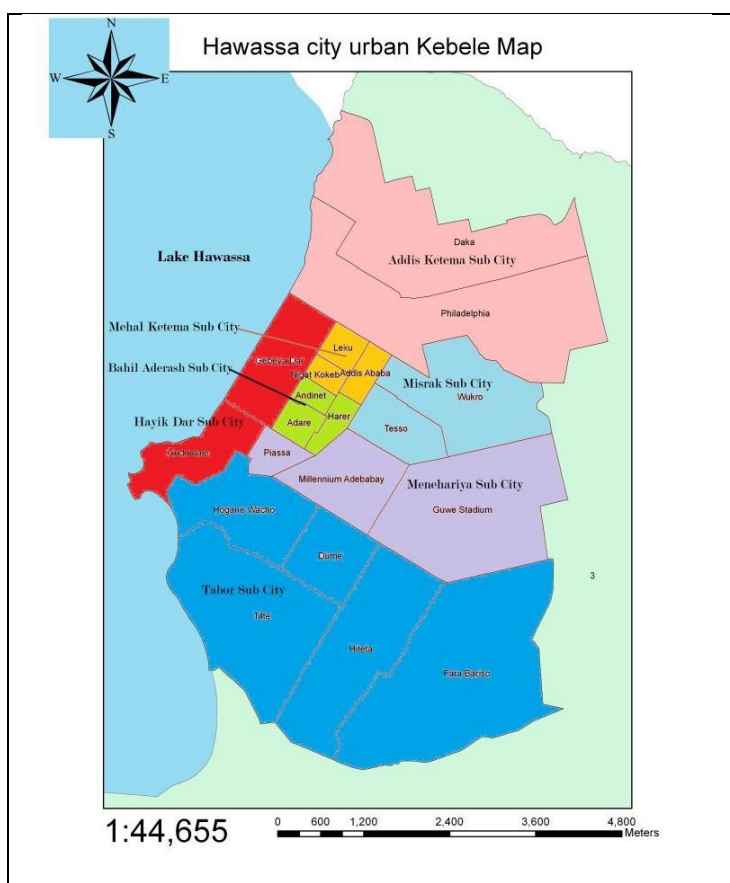 N
Hawassa city urban Kebele Map
W E
S
Daka
Lake Hawassa
Addis Ketema Sub City
Philadelphia
Mehal Ketema Sub City
Leku
Gebeya Dar
Bahil Aderash Sub City
Nigat Kokeb
Addis Ababa
Misrak Sub City
Andinet
Wukro
Harer
Hayik Dar Sub City
Adare
Tesso
Piassa
Gudumale
Millennium Adebabay
Menehariya Sub City
Guwe Stadium
Hogane Wacho
Dume
3
Tabor Sub City
Tilte
Hiteta
Fara Bariso
1:44,655
0 600 1,200 2,400 3,600 4,800
Meters